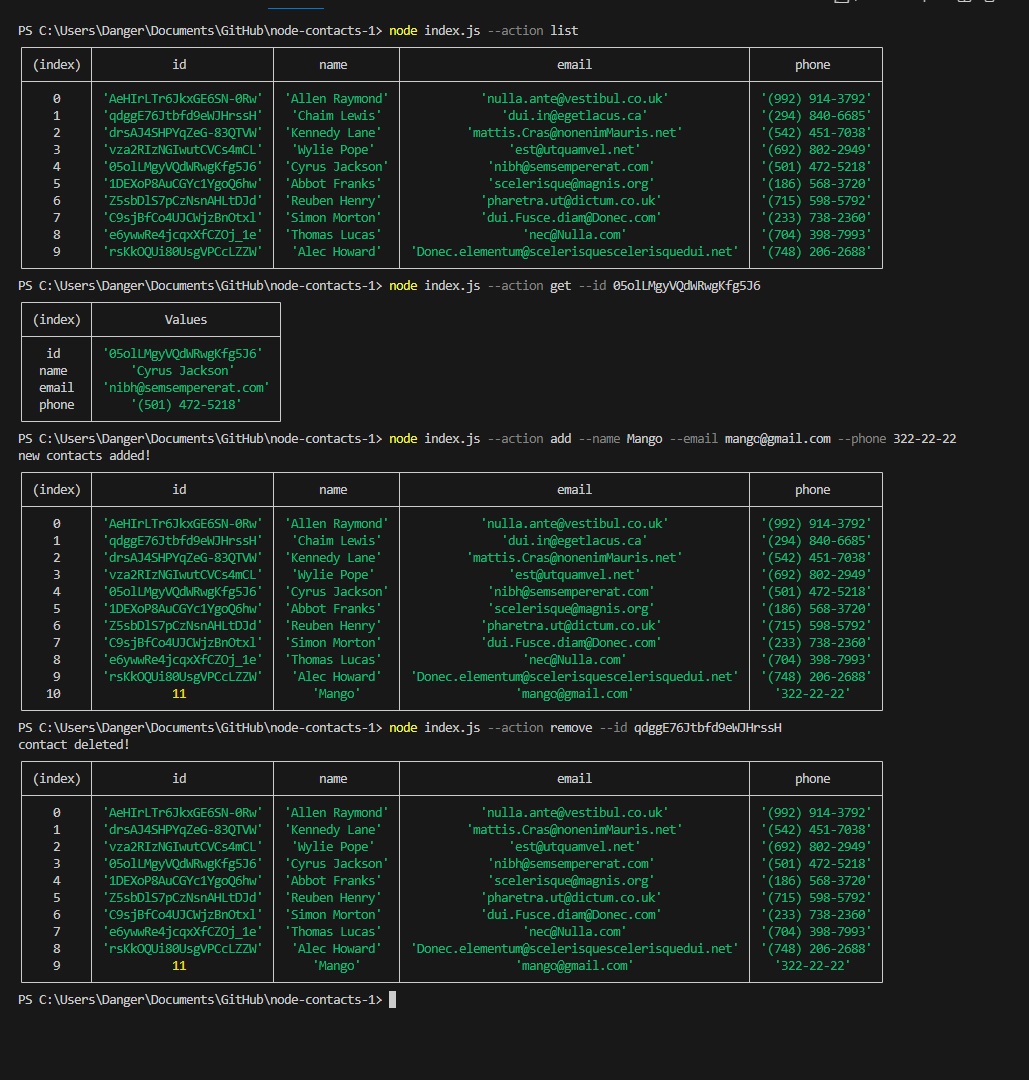 PS C:\Users\Danger\Documents\GitHub\node-contacts-1> node index.js --action list
(index) id name email phone
0 'AeHIrLTr6JkxGE6SN-0Rw' 'Allen Raymond' 'nulla.ante@vestibul.co.uk' '(992) 914-3792'
1 'qdggE76Jtbfd9eWJHrssH' 'Chaim Lewis' 'dui.in@egetlacus.ca' '(294) 840-6685'
2 'drsAJ4SHPYqZeG-83QTVW' 'Kennedy Lane' 'mattis.Cras@nonenimMauris.net' '(542) 451-7038'
3 'vza2RIzNGIwutCVCs4mCL' 'Wylie Pope' 'est@utquamvel.net' '(692) 802-2949'
4 '05olLMgyVQdWRwgKfg5J6' 'Cyrus Jackson' 'nibh@semsempererat.com' '(501) 472-5218'
5 '1DEXoP8AuCGYc1YgoQ6hw' 'Abbot Franks' 'scelerisque@magnis.org' '(186) 568-3720'
6 'Z5sbDlS7pCzNsnAHLtDJd' 'Reuben Henry' 'pharetra.ut@dictum.co.uk' '(715) 598-5792'
7 'C9sjBfCo4UJCWjzBnOtxl' 'Simon Morton' 'dui.Fusce.diam@Donec.com' '(233) 738-2360'
8 'e6ywwRe4jcqxXfCZOj_1e' 'Thomas Lucas' 'nec@Nulla.com' '(704) 398-7993'
9 'rsKkOQUi80UsgVPCcLZZW' 'Alec Howard' 'Donec.elementum@scelerisquescelerisquedui.net' '(748) 206-2688'
PS C:\Users\Danger\Documents\GitHub\node-contacts-1> node index.js --action get --id 05olLMgyVQdWRwgKfg5J6
(index) Values
id '05olLMgyVQdWRwgKfg5J6'
name 'Cyrus Jackson'
email 'nibh@semsempererat.com'
phone '(501) 472-5218'
PS C:\Users\Danger\Documents\GitHub\node-contacts-1> node index.js --action add --name Mango --email mango@gmail.com --phone 322-22-22
new contacts added!
(index) id name email phone
0 'AeHIrLTr6JkxGE6SN-0Rw' 'Allen Raymond' 'nulla.ante@vestibul.co.uk' '(992) 914-3792'
1 'qdggE76Jtbfd9eWJHrssH' 'Chaim Lewis' 'dui.in@egetlacus.ca' '(294) 840-6685'
2 'drsAJ4SHPYqZeG-83QTVW' 'Kennedy Lane' 'mattis.Cras@nonenimMauris.net' '(542) 451-7038'
3 'vza2RIzNGIwutCVCs4mCL' 'Wylie Pope' 'est@utquamvel.net' '(692) 802-2949'
4 '05olLMgyVQdWRwgKfg5J6' 'Cyrus Jackson' 'nibh@semsempererat.com' '(501) 472-5218'
5 '1DEXoP8AuCGYc1YgoQ6hw' 'Abbot Franks' 'scelerisque@magnis.org' '(186) 568-3720'
6 'Z5sbDlS7pCzNsnAHLtDJd' 'Reuben Henry' 'pharetra.ut@dictum.co.uk' '(715) 598-5792'
7 'C9sjBfCo4UJCWjzBnOtxl' 'Simon Morton' 'dui.Fusce.diam@Donec.com' '(233) 738-2360'
8 'e6ywwRe4jcqxXfCZOj_1e' 'Thomas Lucas' 'nec@Nulla.com' '(704) 398-7993'
9 'rsKkOQUi80UsgVPCcLZZW' 'Alec Howard' 'Donec.elementum@scelerisquescelerisquedui.net' '(748) 206-2688'
10 11 'Mango' 'mango@gmail.com' '322-22-22'
PS C:\Users\Danger\Documents\GitHub\node-contacts-1> node index.js --action remove --id qdggE76Jtbfd9eWJHrssH
contact deleted!
(index) id name email phone
0 'AeHIrLTr6JkxGE6SN-0Rw' 'Allen Raymond' 'nulla.ante@vestibul.co.uk' '(992) 914-3792'
1 'drsAJ4SHPYqZeG-83QTVW' 'Kennedy Lane' 'mattis.Cras@nonenimMauris.net' '(542) 451-7038'
2 'vza2RIzNGIwutCVCs4mCL' 'Wylie Pope' 'est@utquamvel.net' '(692) 802-2949'
3 '05olLMgyVQdWRwgKfg5J6' 'Cyrus Jackson' 'nibh@semsempererat.com' '(501) 472-5218'
4 '1DEXoP8AuCGYc1YgoQ6hw' 'Abbot Franks' 'scelerisque@magnis.org' '(186) 568-3720'
5 'Z5sbDlS7pCzNsnAHLtDJd' 'Reuben Henry' 'pharetra.ut@dictum.co.uk' '(715) 598-5792'
6 'C9sjBfCo4UJCWjzBnOtxl' 'Simon Morton' 'dui.Fusce.diam@Donec.com' '(233) 738-2360'
7 'e6ywwRe4jcqxXfCZOj_1e' 'Thomas Lucas' 'nec@Nulla.com' '(704) 398-7993'
8 'rsKkOQUi80UsgVPCcLZZW' 'Alec Howard' 'Donec.elementum@scelerisquescelerisquedui.net' '(748) 206-2688'
9 11 'Mango' 'mango@gmail.com' '322-22-22'
PS C:\Users\Danger\Documents\GitHub\node-contacts-1>